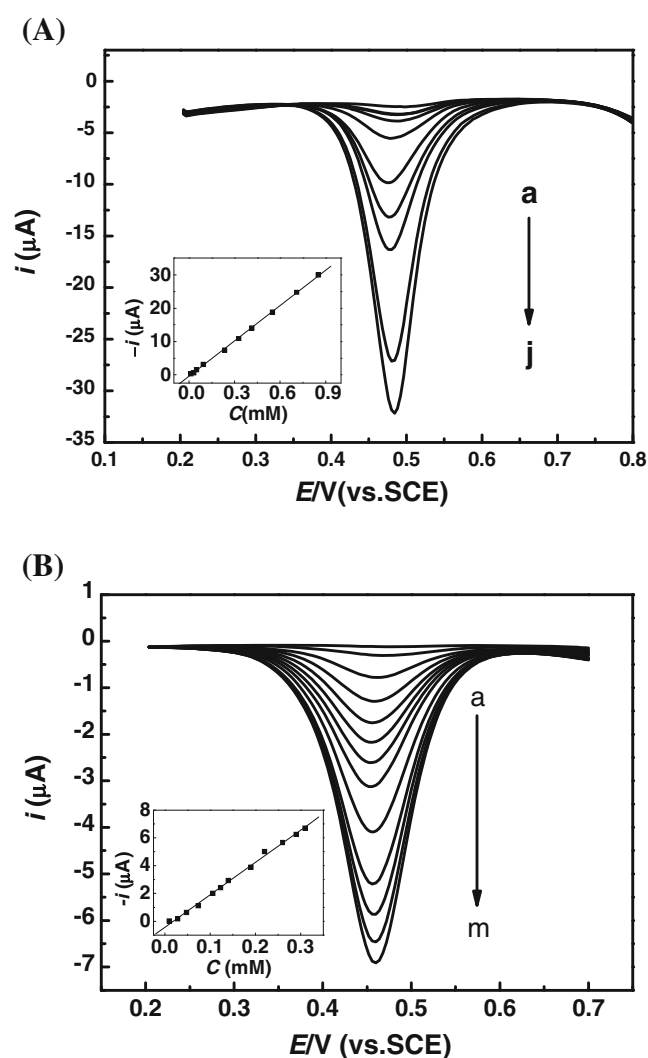 (A)
0
-5
-10
-15
-20
-25
-30
-35
i (μA)
a
j
30
20
10
0
–i (μA)
0.0 0.3 0.6 0.9
C(mM)
0.1 0.2 0.3 0.4 0.5 0.6 0.7 0.8
E/V(vs.SCE)
(B)
1
0
-1
-2
-3
-4
-5
-6
-7
i (μA)
a
m
8
6
4
2
0
-i (μA)
0.0 0.1 0.2 0.3
C (mM)
0.2 0.3 0.4 0.5 0.6 0.7
E/V (vs.SCE)